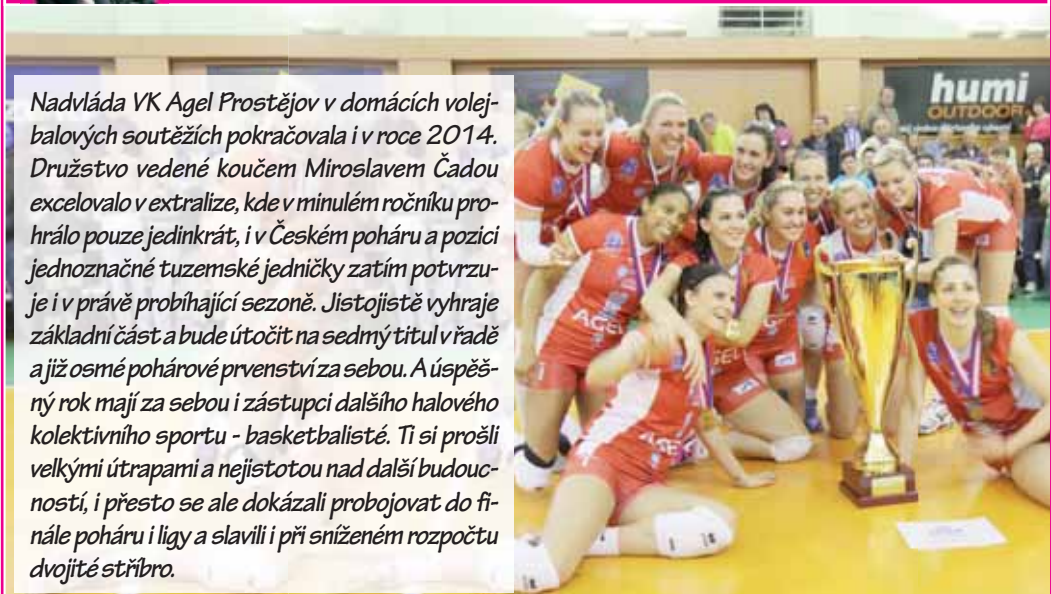 Nadvláda VK Agel Prostějov v domácích volej-
balových soutěžích pokračovala i v roce 2014.
Družstvo vedené koučem Miroslavem Čadou
excelovalo v extralize, kde v minulém ročníku pro-
hrálo pouze jedinkrát, i v Českém poháru a pozici
jednoznačné tuzemské jedničky zatím potvrzu-
je i v právě probíhající sezoně. Jistojistě vyhraje
základní část a bude útočit na sedmý titul v řadě
a již osmé pohárové prvenství za sebou. A úspěš-
ný rok mají za sebou i zástupci dalšího halového
kolektivního sportu - basketbalisté. Ti si prošli
velkými útrapami a nejistotou nad další budouc-
ností, i přesto se ale dokázali probojovat do fi-
nále poháru i ligy a slavili i při sníženém rozpočtu
dvojité stříbro.
humi
OUTDOOR
AGEL
AGEL